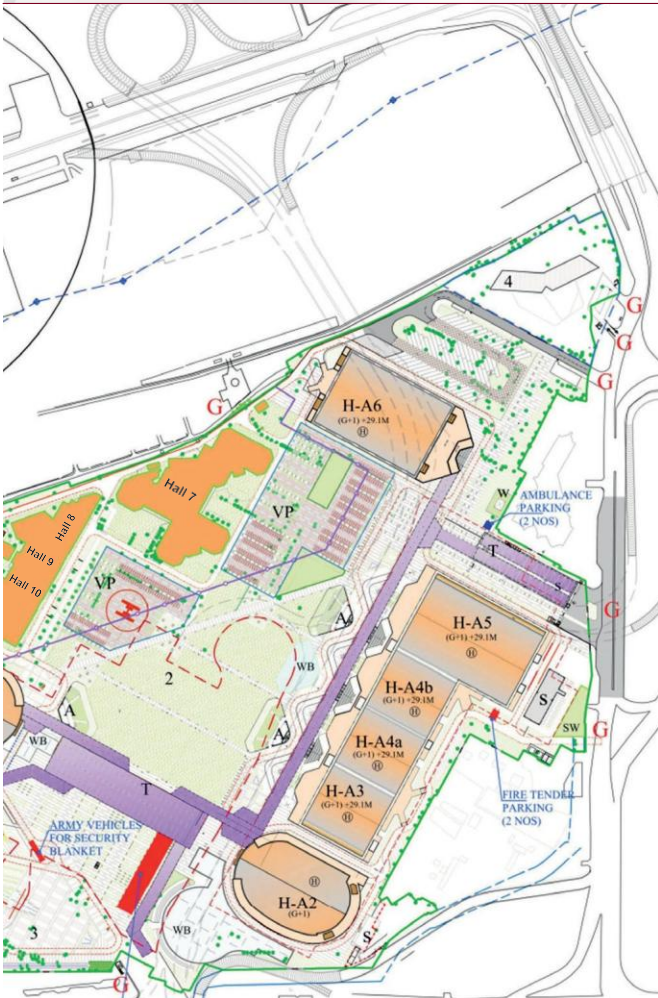 4
G
G
G
G
H-A6
(G+1) +29.1M
H
Hall 7
VP
W
AMBULANCE
PARKING
(2 NOS)
Hall 8
Hall 9
Hall 10
VP
H
T
S
G
A
H-A5
(G+1) +29.1M
H
WB
2
H-A4b
(G+1) +29.1M
H
S
SW
G
A
WB
A
H-A4a
(G+1) +29.1M
H
T
H-A3
(G+1) +29.1M
H
FIRE TENDER
PARKING
(2 NOS)
ARMY VEHICLES
FOR SECURITY
BLANKET
H
H-A2
(G+1)
3
WB
S
G